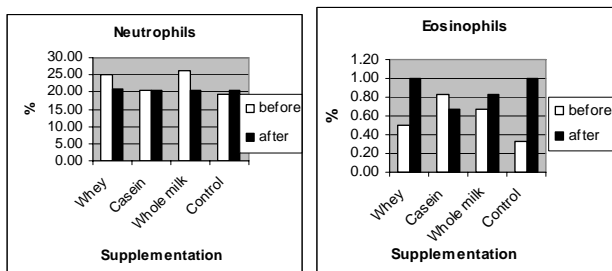 Neutrophils
30.00
25.00
20.00
15.00
10.00
5.00
0.00
%
before
after
Whey
Casein
Whole milk
Control
Supplementation
Eosinophils
1.20
1.00
0.80
0.60
0.40
0.20
0.00
%
before
after
Whey
Casein
Whole milk
Control
Supplementation